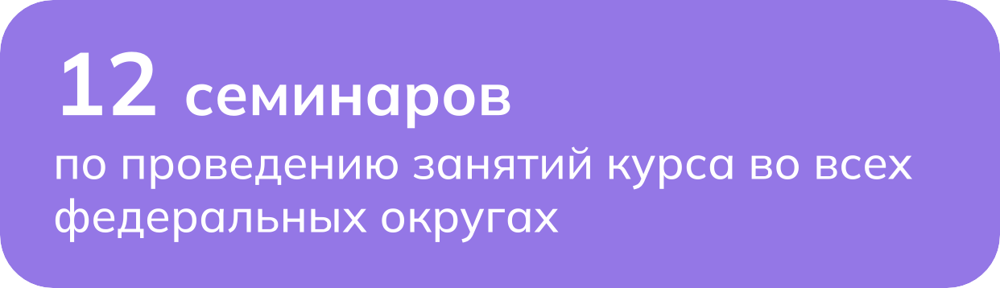 12 семинаров
по проведению занятий курса во всех
федеральных округах